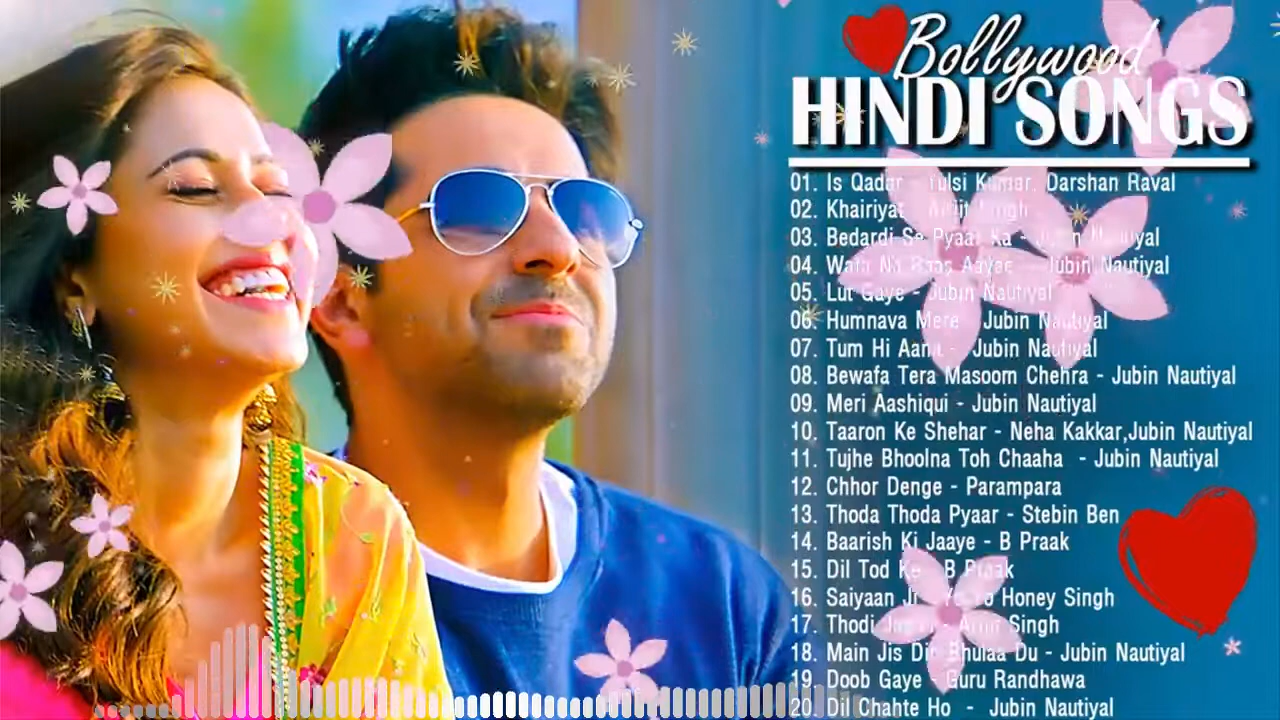 Bollywood
HINDI SONGS
01. Is Qadar - Tulsi Kumar, Darshan Raval
02. Khairiyat - Arijit Singh
03. Bedardi Se Pyaar Ka - Jubin Nautiyal
04. Wafa Na Raas Aayee - Jubin Nautiyal
05. Lut Gaye - Jubin Nautiyal
06. Humnava Mere - Jubin Nautiyal
07. Tum Hi Aana - Jubin Nautiyal
08. Bewafa Tera Masoom Chehra - Jubin Nautiyal
09. Meri Aashiqui - Jubin Nautiyal
10. Taaron Ke Shehar - Neha Kakkar,Jubin Nautiyal
11. Tujhe Bhoolna Toh Chaaha - Jubin Nautiyal
12. Chhor Denge - Parampara
13. Thoda Thoda Pyaar - Stebin Ben
14. Baarish Ki Jaaye - B Praak
15. Dil Tod Ke - B Praak
16. Saiyaan Ji - Yo Yo Honey Singh
17. Thodi Jagah - Arijit Singh
18. Main Jis Din Bhulaa Du - Jubin Nautiyal
19. Doob Gaye - Guru Randhawa
20. Dil Chahte Ho - Jubin Nautiyal